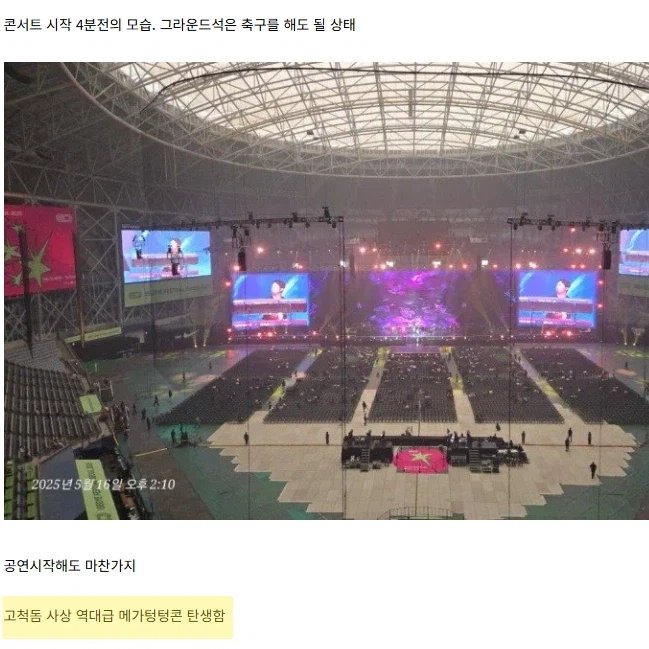 콘서트 시작 4분전의 모습. 그라운드석은 축구를 해도 될 상태
2025년 5월 16일 오후 2:10
공연시작해도 마찬가지
고척돔 사상 역대급 메가텅텅콘 탄생함